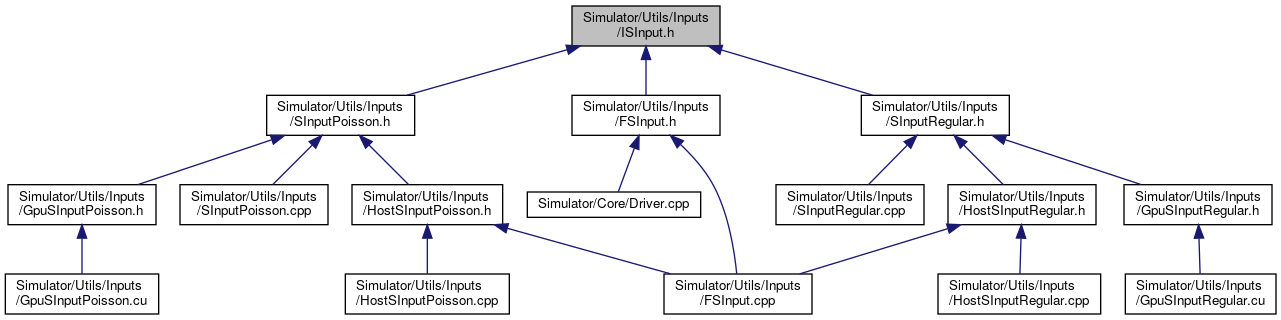 Simulator/Utils/Inputs
/ISInput.h
Simulator/Utils/Inputs
/SInputPoisson.h
Simulator/Utils/Inputs
/FSInput.h
Simulator/Utils/Inputs
/SInputRegular.h
Simulator/Utils/Inputs
/GpuSInputPoisson.h
Simulator/Utils/Inputs
/SInputPoisson.cpp
Simulator/Utils/Inputs
/HostSInputPoisson.h
Simulator/Core/Driver.cpp
Simulator/Utils/Inputs
/SInputRegular.cpp
Simulator/Utils/Inputs
/HostSInputRegular.h
Simulator/Utils/Inputs
/GpuSInputRegular.h
Simulator/Utils/Inputs
/GpuSInputPoisson.cu
Simulator/Utils/Inputs
/HostSInputPoisson.cpp
Simulator/Utils/Inputs
/FSInput.cpp
Simulator/Utils/Inputs
/HostSInputRegular.cpp
Simulator/Utils/Inputs
/GpuSInputRegular.cu